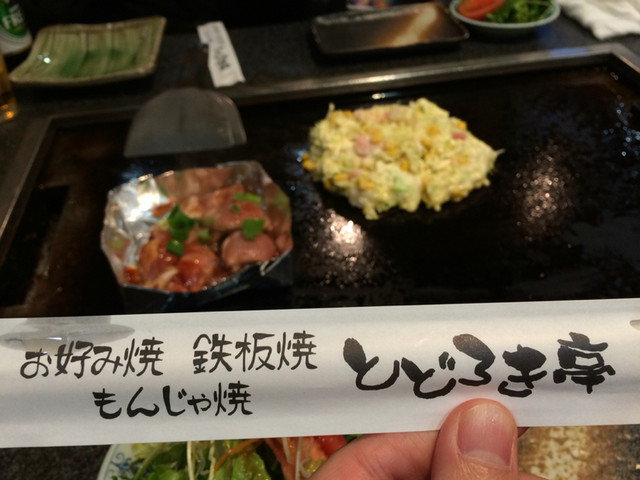 お好み焼 鉄板焼
もんじゃ焼
とどろき亭